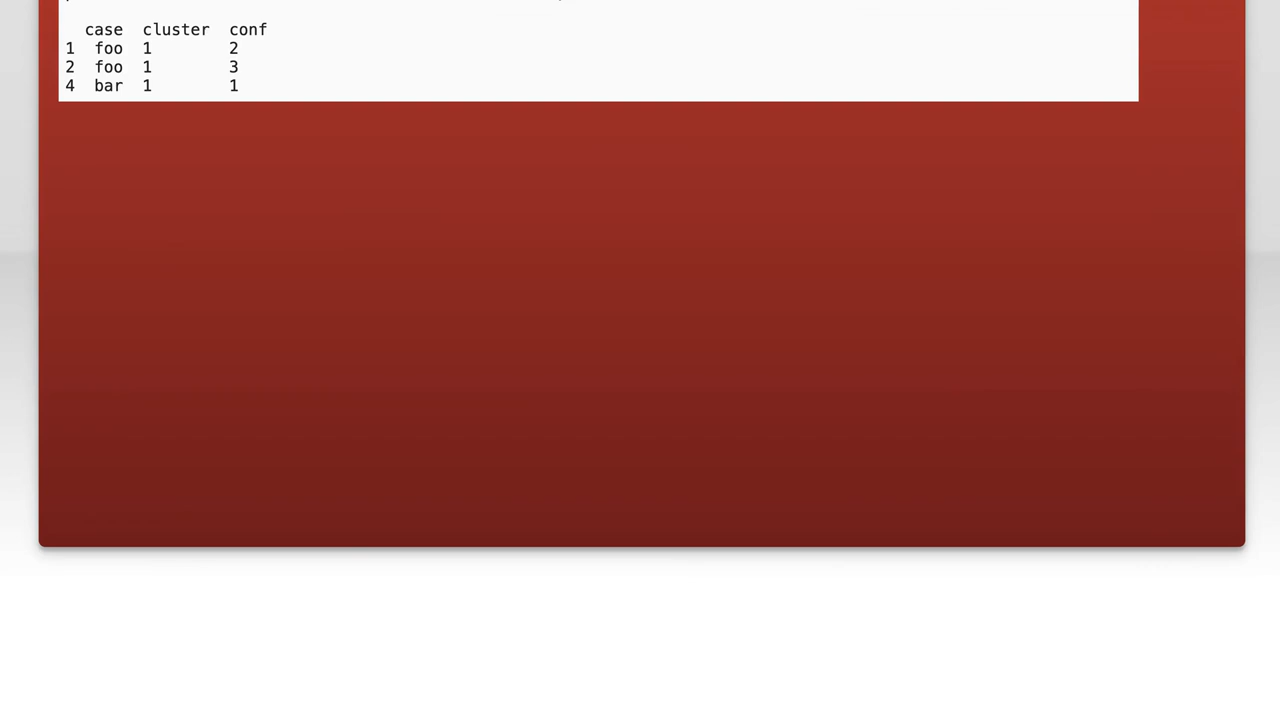 case cluster conf
1 foo 1 2
2 foo 1 3
4 bar 1 1